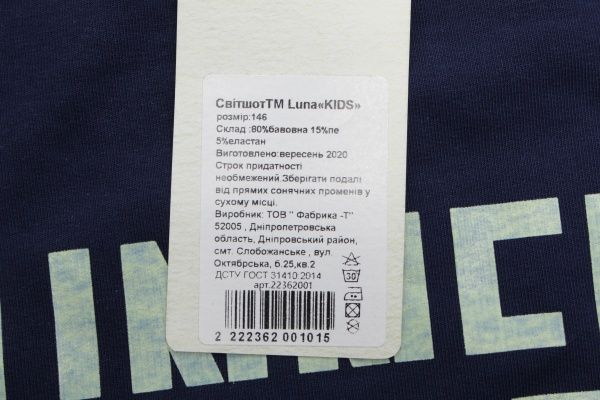 СвітшотТМ Luna«KIDS»
розмір:146
Склад :80%бавовна 15%пе
5%еластан
Виготовлено:вересень 2020
Строк придатності
необмежений.Зберігати подалі
від прямих сонячних променів у
сухому місці.
Виробник: ТОВ " Фабрика -Т"
52005 , Дніпропетровська
область, Дніпровський район,
смт. Слобожанське , вул.
Октябрська, б.25,кв.2
ДСТУ ГОСТ 31410:2014
арт.22362001
30
2 222362 001015
IMME